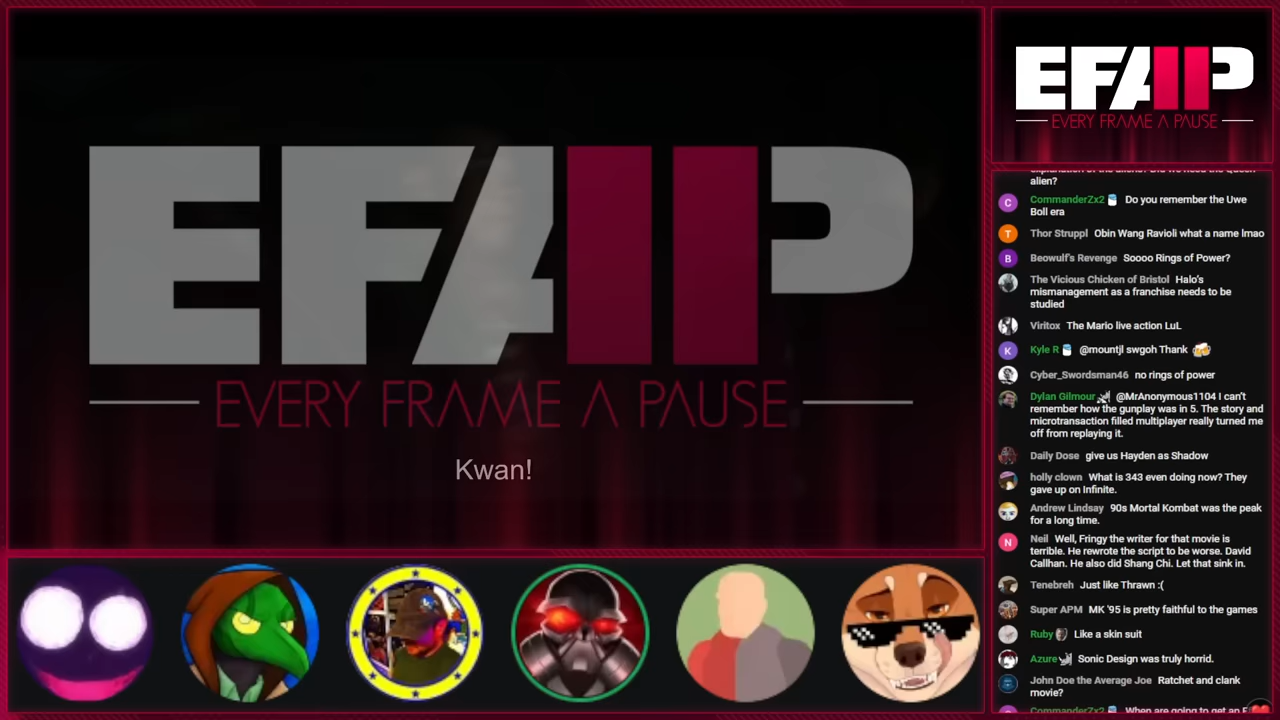 EFAP
EVERY FRAME A PAUSE
Kwan!
EFAP
EVERY FRAME A PAUSE
alien?
CommanderZx2 Do you remember the Uwe
Boll era
Thor Struppl Obin Wang Ravioli what a name lmao
Beowulf's Revenge Soooo Rings of Power?
The Vicious Chicken of Bristol Halo's
mismanagement as a franchise needs to be
studied
Viritox The Mario live action LuL
K Kyle R @mountjl swgoh Thank
Cyber_Swordsman46 no rings of power
Dylan Gilmour @MrAnonymous1104 I can't
remember how the gunplay was in 5. The story and
microtransaction filled multiplayer really turned me
off from replaying it.
Daily Dose give us Hayden as Shadow
holly clown What is 343 even doing now? They
gave up on Infinite.
Andrew Lindsay 90s Mortal Kombat was the peak
for a long time.
N Neil Well, Fringy the writer for that movie is
terrible. He rewrote the script to be worse. David
Callhan. He also did Shang Chi. Let that sink in.
Tenebreh Just like Thrawn :(
Super APM MK '95 is pretty faithful to the games
Ruby Like a skin suit
Azure Sonic Design was truly horrid.
John Doe the Average Joe Ratchet and clank
movie?
CommanderZx2 When are going to get an